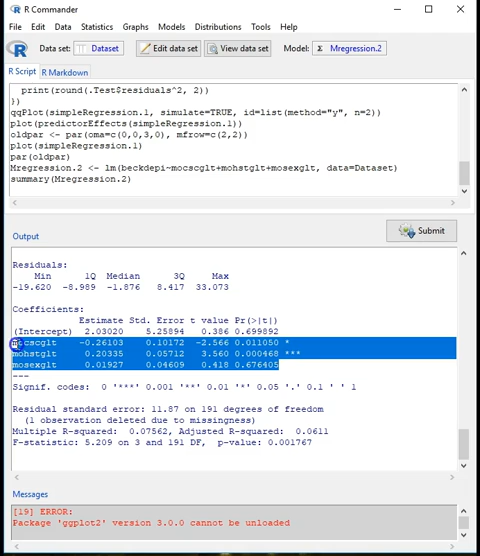 R Commander
File Edit Data Statistics Graphs Models Distributions Tools Help
R Data set: Dataset Edit data set View data set Model: Σ Mregression.2
R Script R Markdown
print(round(.Test$residuals^2, 2))
})
qqPlot(simpleRegression.1, simulate=TRUE, id=list(method="y", n=2))
plot(predictorEffects(simpleRegression.1))
oldpar <- par(oma=c(0,0,3,0), mfrow=c(2,2))
plot(simpleRegression.1)
par(oldpar)
Mregression.2 <- lm(beckdepi~mocscglt+mohstglt+mosexglt, data=Dataset)
summary(Mregression.2)
Output
Submit
Residuals:
Min 1Q Median 3Q Max
-19.620 -8.989 -1.876 8.417 33.073
Coefficients:
Estimate Std. Error t value Pr(>|t|)
(Intercept) 2.03020 5.25894 0.386 0.699892
mocscglt -0.26103 0.10172 -2.566 0.011050 *
mohstglt 0.20335 0.05712 3.560 0.000468 ***
mosexglt 0.01927 0.04609 0.418 0.676405
---
Signif. codes: 0 '***' 0.001 '**' 0.01 '*' 0.05 '.' 0.1 ' ' 1
Residual standard error: 11.87 on 191 degrees of freedom
(1 observation deleted due to missingness)
Multiple R-squared: 0.07562, Adjusted R-squared: 0.0611
F-statistic: 5.209 on 3 and 191 DF, p-value: 0.001767
Messages
[19] ERROR:
Package 'ggplot2' version 3.0.0 cannot be unloaded